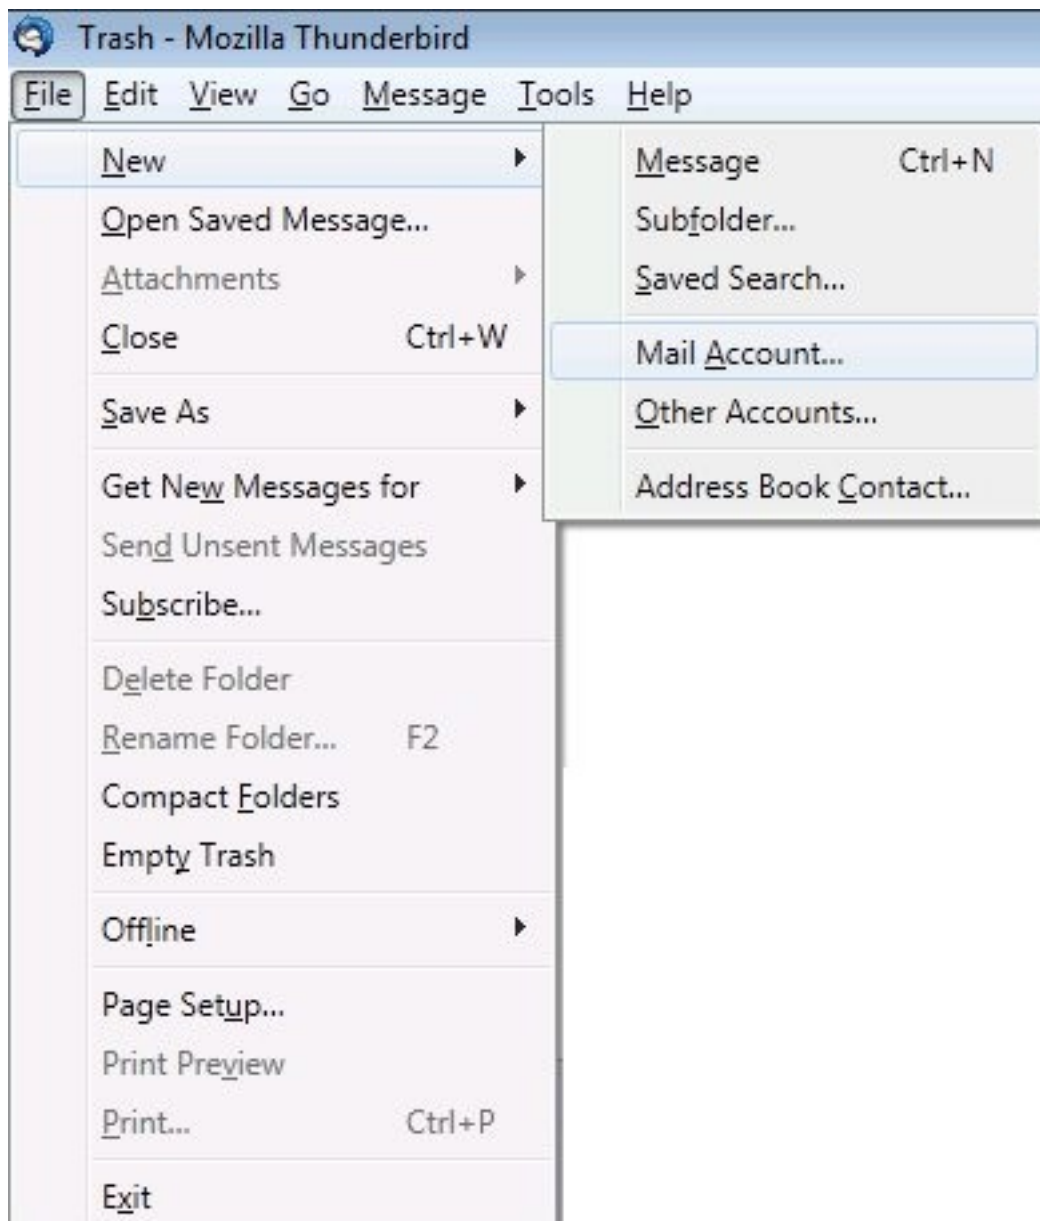 Trash - Mozilla Thunderbird
File Edit View Go Message Tools Help
New
Open Saved Message...
Attachments
Close Ctrl+W
Save As
Get New Messages for
Send Unsent Messages
Subscribe...
Delete Folder
Rename Folder... F2
Compact Folders
Empty Trash
Offline
Page Setup...
Print Preview
Print... Ctrl+P
Exit
Message Ctrl+N
Subfolder...
Saved Search...
Mail Account...
Other Accounts...
Address Book Contact...